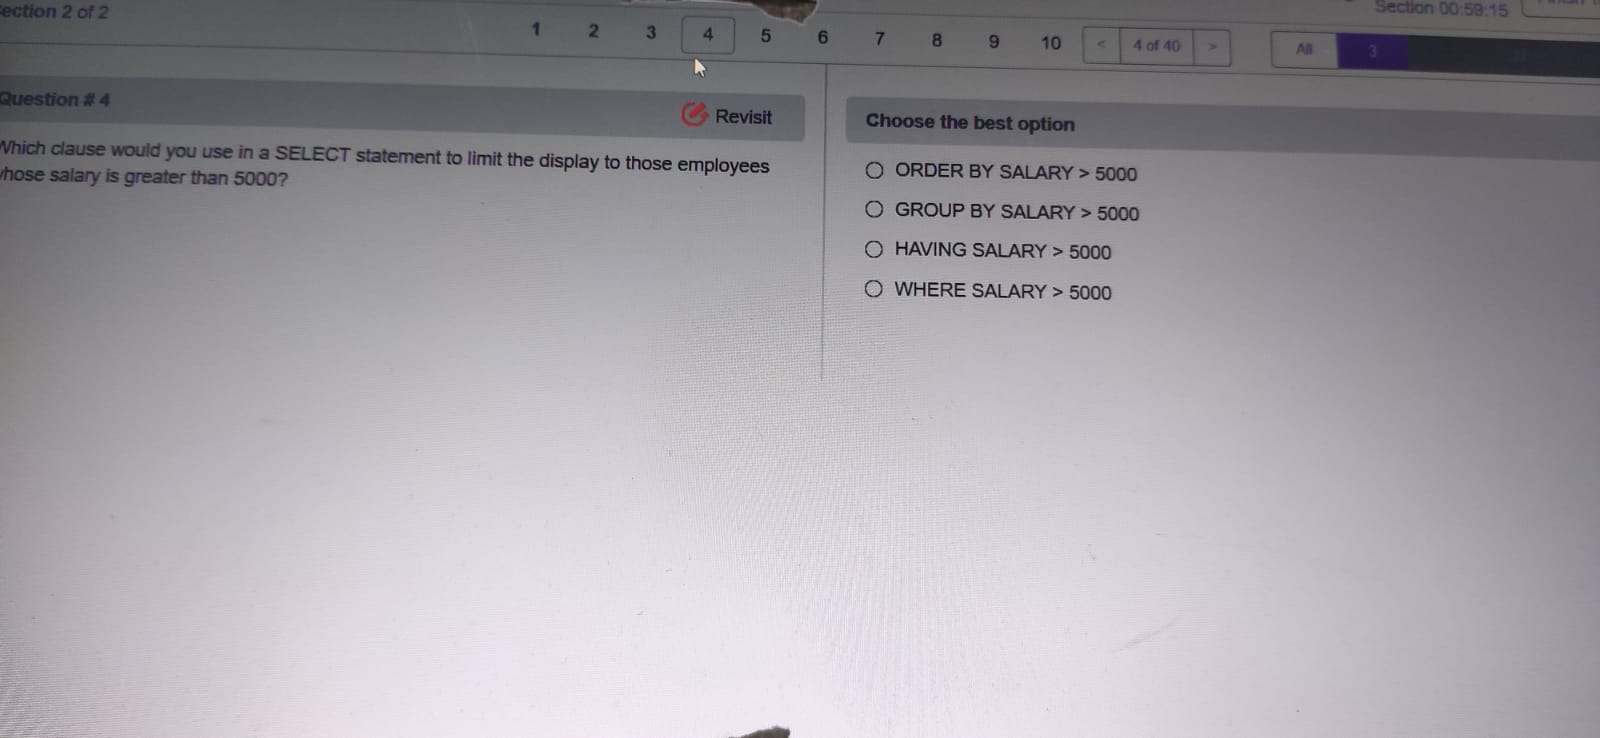 ection 2 of 2
Section 00:59:15
1 2 3 4 5 6 7 8 9 10 < 4 of 40 > All 3
Question # 4
Revisit
Which clause would you use in a SELECT statement to limit the display to those employees
whose salary is greater than 5000?
Choose the best option
ORDER BY SALARY > 5000
GROUP BY SALARY > 5000
HAVING SALARY > 5000
WHERE SALARY > 5000